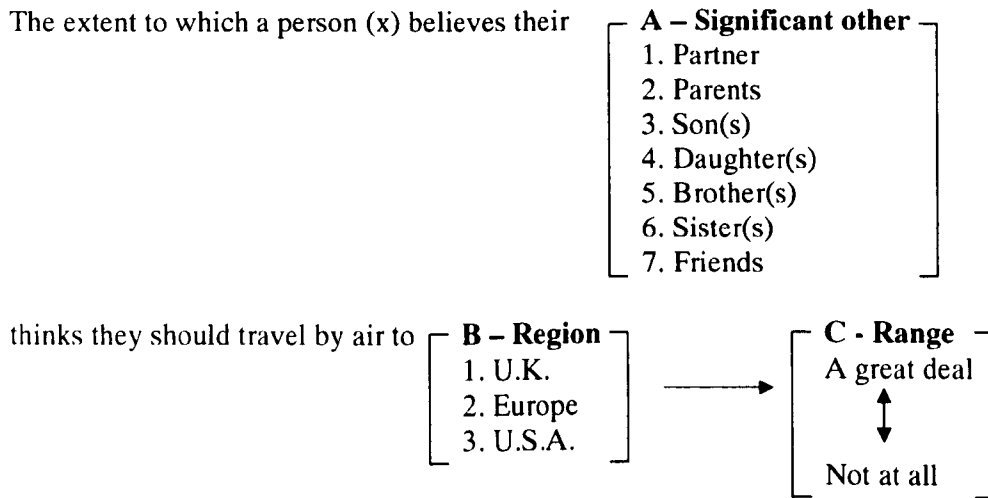 The extent to which a person (x) believes their
A – Significant other
1. Partner
2. Parents
3. Son(s)
4. Daughter(s)
5. Brother(s)
6. Sister(s)
7. Friends
thinks they should travel by air to
B – Region
1. U.K.
2. Europe
3. U.S.A.
C - Range
A great deal
Not at all